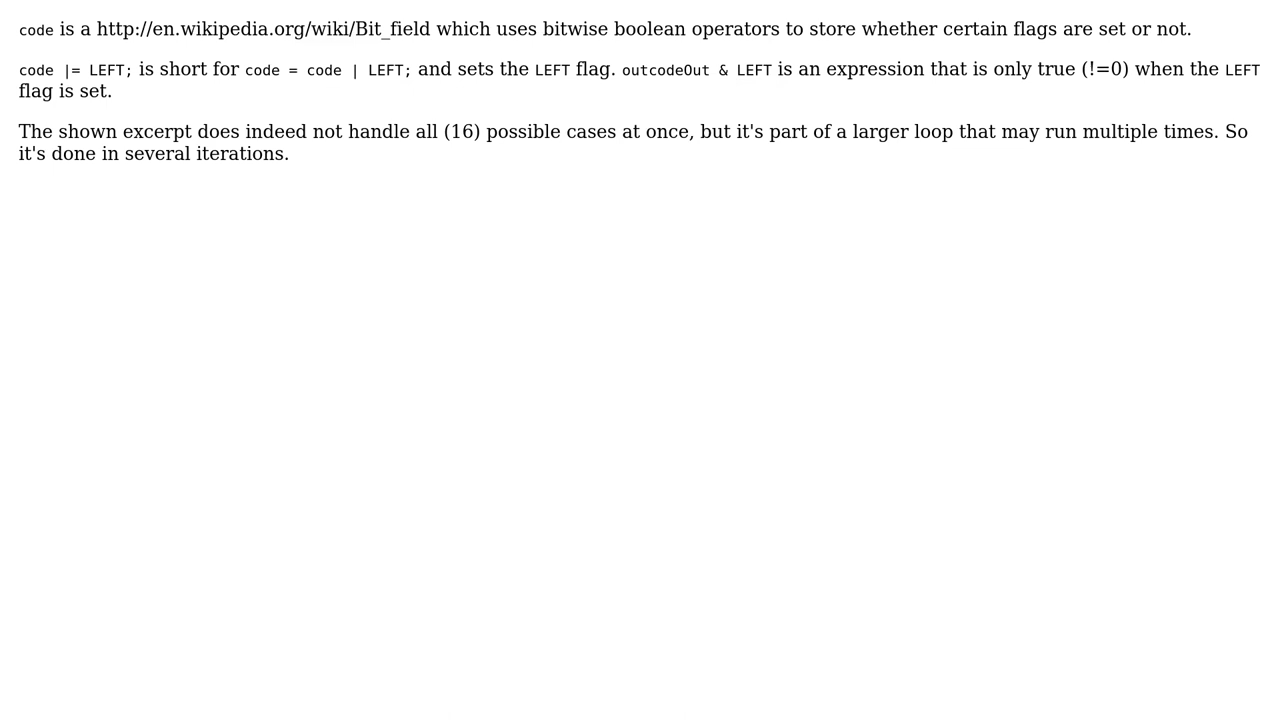 code is a http://en.wikipedia.org/wiki/Bit_field which uses bitwise boolean operators to store whether certain flags are set or not.
code |= LEFT; is short for code = code | LEFT; and sets the LEFT flag. outcodeOut & LEFT is an expression that is only true (!=0) when the LEFT
flag is set.
The shown excerpt does indeed not handle all (16) possible cases at once, but it's part of a larger loop that may run multiple times. So
it's done in several iterations.